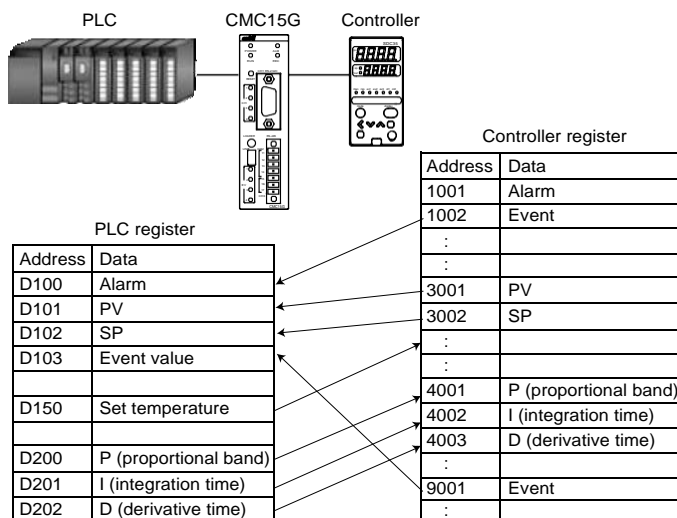 PLC CMC15G Controller
SDC35
CMC15G
Controller register
Address Data
1001 Alarm
1002 Event
:
:
3001 PV
3002 SP
:
:
4001 P (proportional band)
4002 I (integration time)
4003 D (derivative time)
:
9001 Event
:
PLC register
Address Data
D100 Alarm
D101 PV
D102 SP
D103 Event value
D150 Set temperature
D200 P (proportional band)
D201 I (integration time)
D202 D (derivative time)